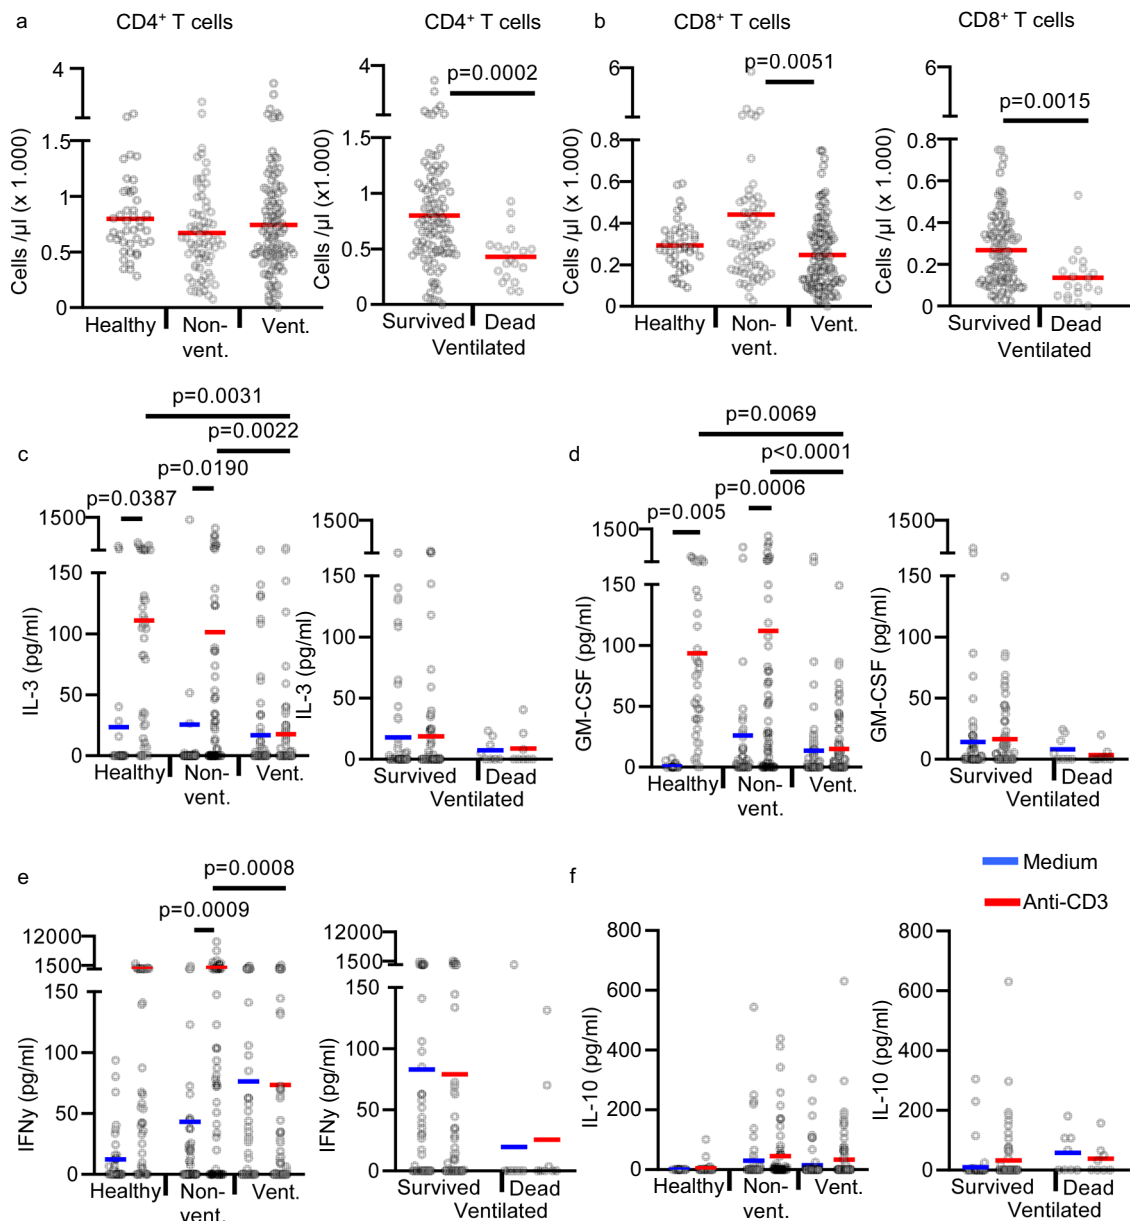 a
CD4+ T cells
CD4+ T cells
b
CD8+ T cells
CD8+ T cells
4
1.5
1
0.5
0
Cells /µl (x 1.000)
Healthy
Non-
vent.
Vent.
4
1.5
1
0.5
0
Cells /µl (x1.000)
p=0.0002
Survived
Dead
Ventilated
6
0.8
0.6
0.4
0.2
0
Cells /µl (x 1.000)
p=0.0051
Healthy
Non-
vent.
Vent.
6
0.8
0.6
0.4
0.2
0
Cells /µl (x 1.000)
p=0.0015
Survived
Dead
Ventilated
c
p=0.0031
p=0.0022
p=0.0190
p=0.0387
1500
150
100
50
0
IL-3 (pg/ml)
Healthy
Non-
vent.
Vent.
1500
150
100
50
0
IL-3 (pg/ml)
Survived
Dead
Ventilated
d
p=0.0069
p<0.0001
p=0.0006
p=0.005
1500
150
100
50
0
GM-CSF (pg/ml)
Healthy
Non-
vent.
Vent.
1500
150
100
50
0
GM-CSF (pg/ml)
Survived
Dead
Ventilated
e
p=0.0008
p=0.0009
12000
1500
150
100
50
0
IFNy (pg/ml)
Healthy
Non-
vent.
Vent.
12000
1500
150
100
50
0
IFNy (pg/ml)
Survived
Dead
Ventilated
f
Medium
Anti-CD3
800
600
400
200
0
IL-10 (pg/ml)
Healthy
Non-
vent.
Vent.
800
600
400
200
0
IL-10 (pg/ml)
Survived
Dead
Ventilated